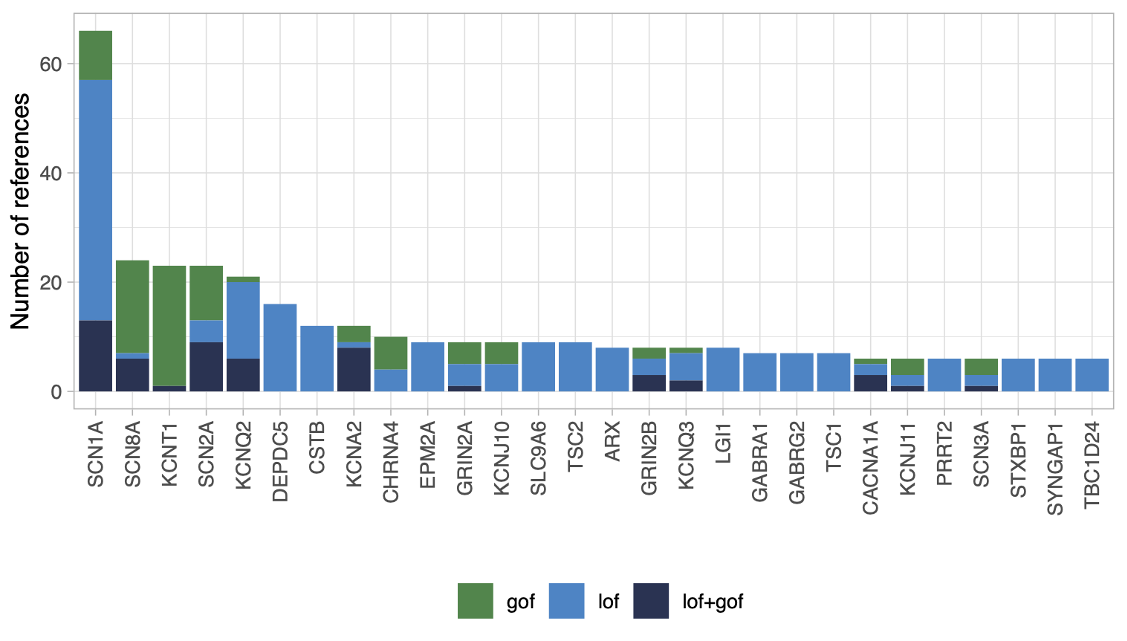 Number of references
60
40
20
0
SCN1A
SCN8A
KCNT1
SCN2A
KCNQ2
DEPDC5
CSTB
KCNA2
CHRNA4
EPM2A
GRIN2A
KCNJ10
SLC9A6
TSC2
ARX
GRIN2B
KCNQ3
LGI1
GABRA1
GABRG2
TSC1
CACNA1A
KCNJ11
PRRT2
SCN3A
STXBP1
SYNGAP1
TBC1D24
gof lof lof+gof